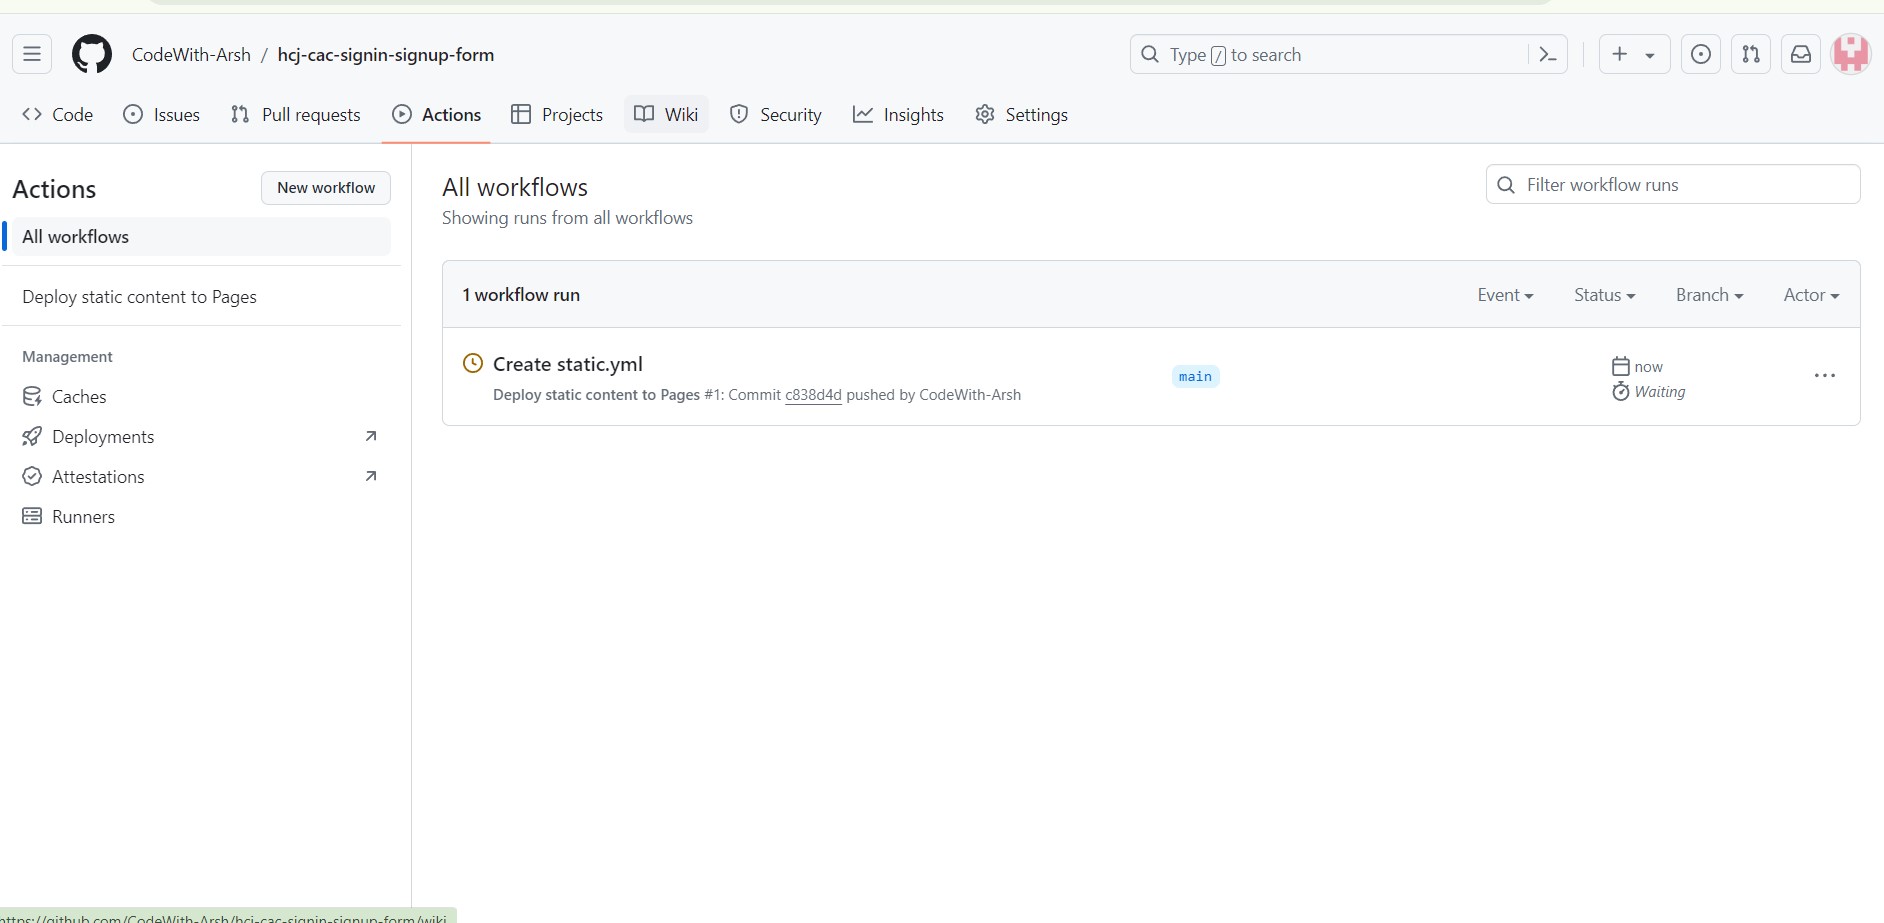 CodeWith-Arsh / hcj-cac-signin-signup-form
Type / to search
Code
Issues
Pull requests
Actions
Projects
Wiki
Security
Insights
Settings
Actions
New workflow
All workflows
Deploy static content to Pages
Management
Caches
Deployments
Attestations
Runners
All workflows
Showing runs from all workflows
Filter workflow runs
1 workflow run
Event
Status
Branch
Actor
Create static.yml
Deploy static content to Pages #1: Commit c838d4d pushed by CodeWith-Arsh
main
now
Waiting
https://github.com/CodeWith-Arsh/hcj-cac-signin-signup-form/wiki